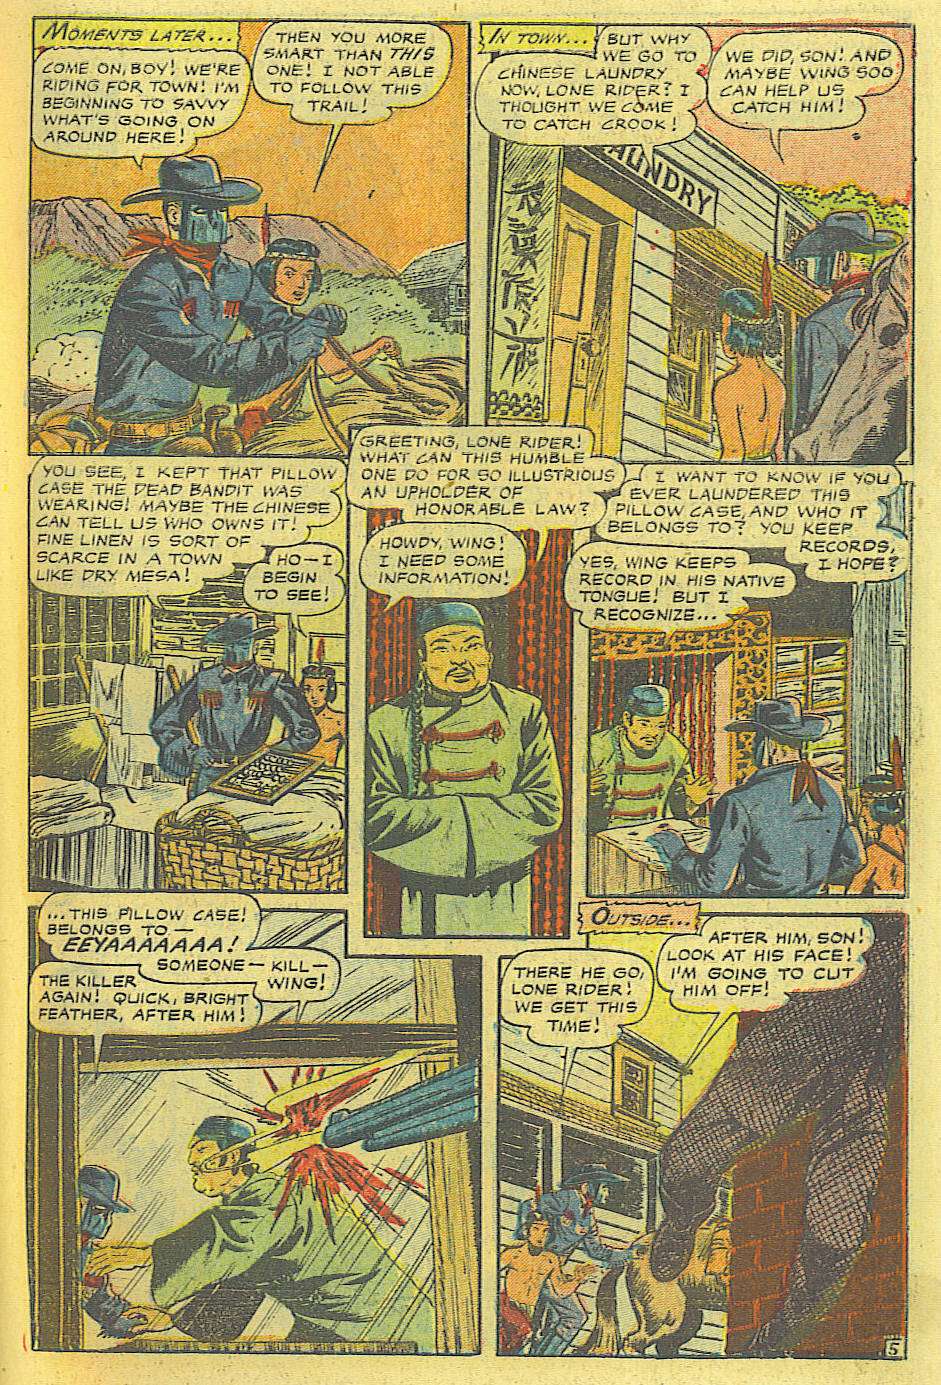 MOMENTS LATER...
COME ON, BOY! WE'RE
RIDING FOR TOWN! I'M
BEGINNING TO SAVVY
WHAT'S GOING ON
AROUND HERE!
THEN YOU MORE
SMART THAN THIS
ONE! I NOT ABLE
TO FOLLOW THIS
TRAIL!
IN TOWN...
BUT WHY
WE GO TO
CHINESE LAUNDRY
NOW, LONE RIDER? I
THOUGHT WE COME
TO CATCH CROOK!
WE DID, SON! AND
MAYBE WING SOO
CAN HELP US
CATCH HIM!
LAUNDRY
YOU SEE, I KEPT THAT PILLOW
CASE THE DEAD BANDIT WAS
WEARING! MAYBE THE CHINESE
CAN TELL US WHO OWNS IT!
FINE LINEN IS SORT OF
SCARCE IN A TOWN
LIKE DRY MESA!
HO-I
BEGIN
TO SEE!
GREETING, LONE RIDER!
WHAT CAN THIS HUMBLE
ONE DO FOR SO ILLUSTRIOUS
AN UPHOLDER OF
HONORABLE LAW?
HOWDY, WING!
I NEED SOME
INFORMATION!
I WANT TO KNOW IF YOU
EVER LAUNDERED THIS
PILLOW CASE, AND WHO IT
BELONGS TO? YOU KEEP
RECORDS,
I HOPE?
YES, WING KEEPS
RECORD IN HIS NATIVE
TONGUE! BUT I
RECOGNIZE...
...THIS PILLOW CASE!
BELONGS TO-
EEYAAAAAAA!
SOMEONE-KILL-
WING!
THE KILLER
AGAIN! QUICK, BRIGHT
FEATHER, AFTER HIM!
OUTSIDE...
THERE HE GO,
LONE RIDER!
WE GET THIS
TIME!
AFTER HIM, SON!
LOOK AT HIS FACE!
I'M GOING TO CUT
HIM OFF!
5